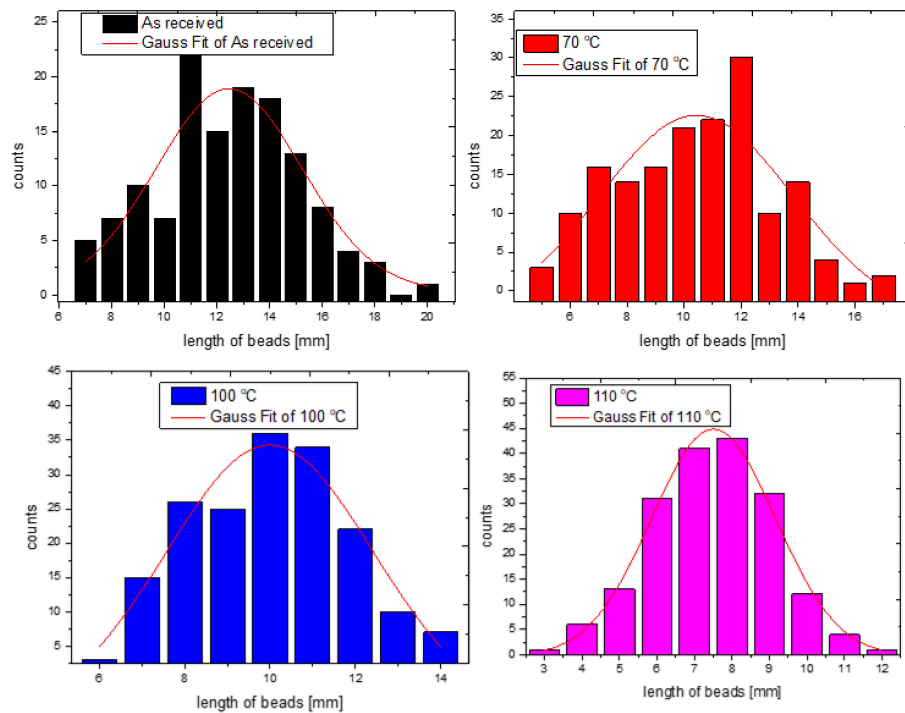 As received
Gauss Fit of As received
25
20
15
10
5
0
counts
6 8 10 12 14 16 18 20
length of beads [mm]
70 °C
Gauss Fit of 70 °C
35
30
25
20
15
10
5
0
counts
6 8 10 12 14 16
length of beads [mm]
100 °C
Gauss Fit of 100 °C
45
40
35
30
25
20
15
10
5
counts
6 8 10 12 14
length of beads [mm]
110 °C
Gauss Fit of 110 °C
55
50
45
40
35
30
25
20
15
10
5
0
counts
3 4 5 6 7 8 9 10 11 12
length of beads [mm]